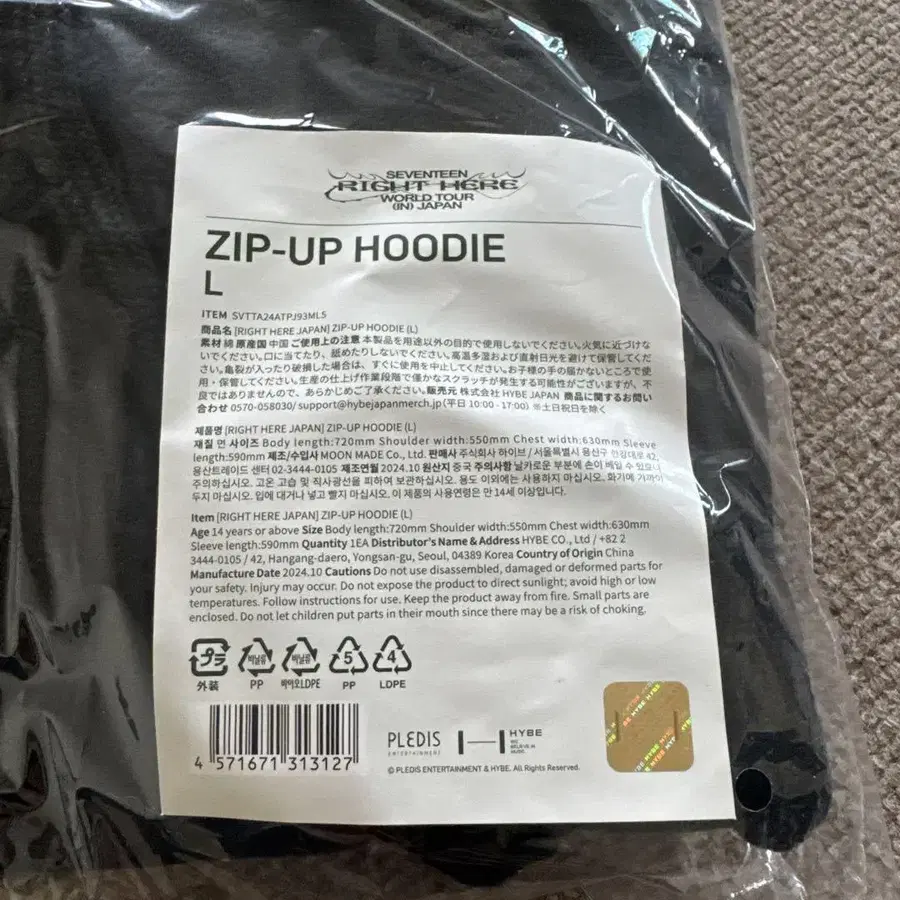 SEVENTEEN
RIGHT HERE
WORLD TOUR
(IN) JAPAN
ZIP-UP HOODIE
L
ITEM SVTTA24ATPJ93ML5
商品名 [RIGHT HERE JAPAN] ZIP-UP HOODIE (L)
素材 綿 原産国 中国 ご使用上の注意 本製品を用途以外の目的で使用しないでください。火気に近づけな
いでください。口に当てたり、舐めたりしないでください。高温多湿および直射日光を避けて保管してくだ
さい。亀裂が入ったり破損した場合は、すぐに使用を中止してください。お子様の手の届かないところで使
用・保管してください。生産の仕上げ作業段階で僅かなスクラッチが発生する可能性がございますが、不
良ではありませんので、あらかじめご了承ください。販売元 株式会社 HYBE JAPAN 商品に関するお問い
合わせ 0570-058030/ support@hybejapanmerch.jp(平日 10:00 - 17:00) ※土日祝日を除く
제품명 [RIGHT HERE JAPAN] ZIP-UP HOODIE (L)
재질 면 사이즈 Body length:720mm Shoulder width:550mm Chest width:630mm Sleeve
length:590mm 제조/수입사 MOON MADE Co., Ltd. 판매사 주식회사 하이브 / 서울특별시 용산구 한강대로 42,
용산트레이드 센터 02-3444-0105 제조연월 2024.10 원산지 중국 주의사항 날카로운 부분에 손이 베일 수 있으니
주의하십시오. 고온 고습 및 직사광선을 피하여 보관하십시오. 용도 이외에는 사용하지 마십시오. 화기에 가까이
두지 마십시오. 입에 대거나 넣고 빨지 마십시오. 이 제품의 사용연령은 만 14세 이상입니다.
Item [RIGHT HERE JAPAN] ZIP-UP HOODIE (L)
Age 14 years or above Size Body length:720mm Shoulder width:550mm Chest width:630mm
Sleeve length:590mm Quantity 1EA Distributor's Name & Address HYBE CO., Ltd / +82 2
3444-0105 / 42, Hangang-daero, Yongsan-gu, Seoul, 04389 Korea Country of Origin China
Manufacture Date 2024.10 Cautions Do not use disassembled, damaged or deformed parts for
your safety. Injury may occur. Do not expose the product to direct sunlight; avoid high or low
temperatures. Follow instructions for use. Keep the product away from fire. Small parts are
enclosed. Do not let children put parts in their mouth since there may be a risk of choking.
プラ 비닐류 비닐류 5 4
外装 PP 바이오LDPE PP LDPE
4 571671 313127
PLEDIS
ENTERTAINMENT
HYBE
WE
BELIEVE IN
MUSIC
© PLEDIS ENTERTAINMENT & HYBE. All Rights Reserved.
HYBE HYBE HYBE